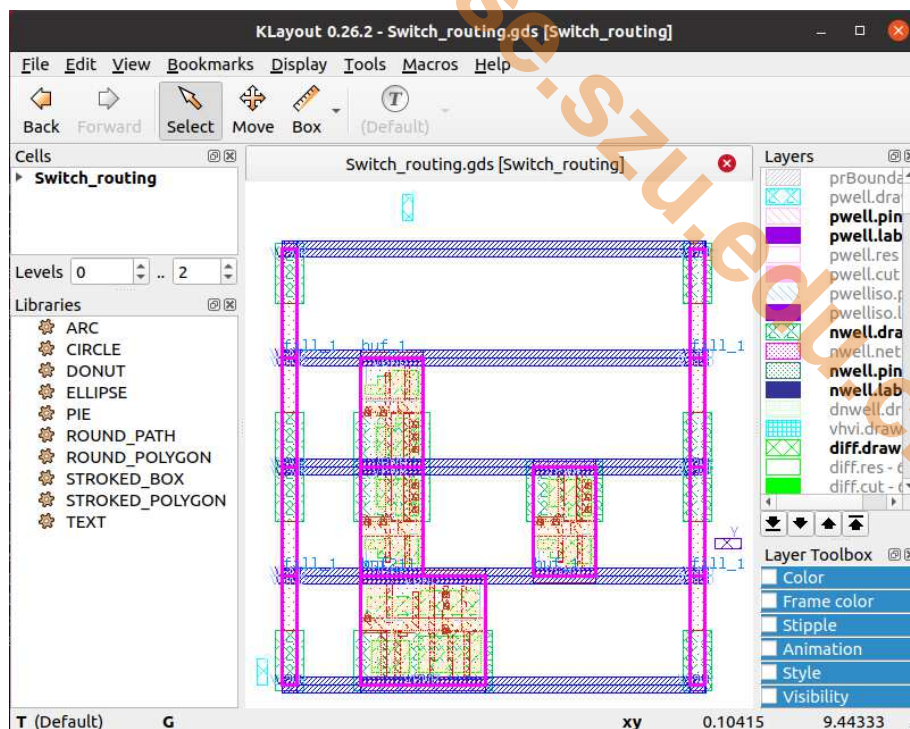 KLayout 0.26.2 - Switch_routing.gds [Switch_routing]
File Edit View Bookmarks Display Tools Macros Help
Back Forward Select Move Box (Default)
Cells
Switch_routing
Levels 0 .. 2
Libraries
ARC
CIRCLE
DONUT
ELLIPSE
PIE
ROUND_PATH
ROUND_POLYGON
STROKED_BOX
STROKED_POLYGON
TEXT
Switch_routing.gds [Switch_routing]
fill_1 buf_1 fill_1
Y
fill_1 buf_1 fill_1
Layers
prBounda
pwell.dra
pwell.pin
pwell.lab
pwell.res
pwell.cut
pwelliso.p
pwelliso.l
nwell.dra
nwell.net
nwell.pin
nwell.lab
dnwell.dr
vhvi.draw
diff.draw
diff.res - d
diff.cut - d
Layer Toolbox
Color
Frame color
Stipple
Animation
Style
Visibility
T (Default) G xy 0.10415 9.44333